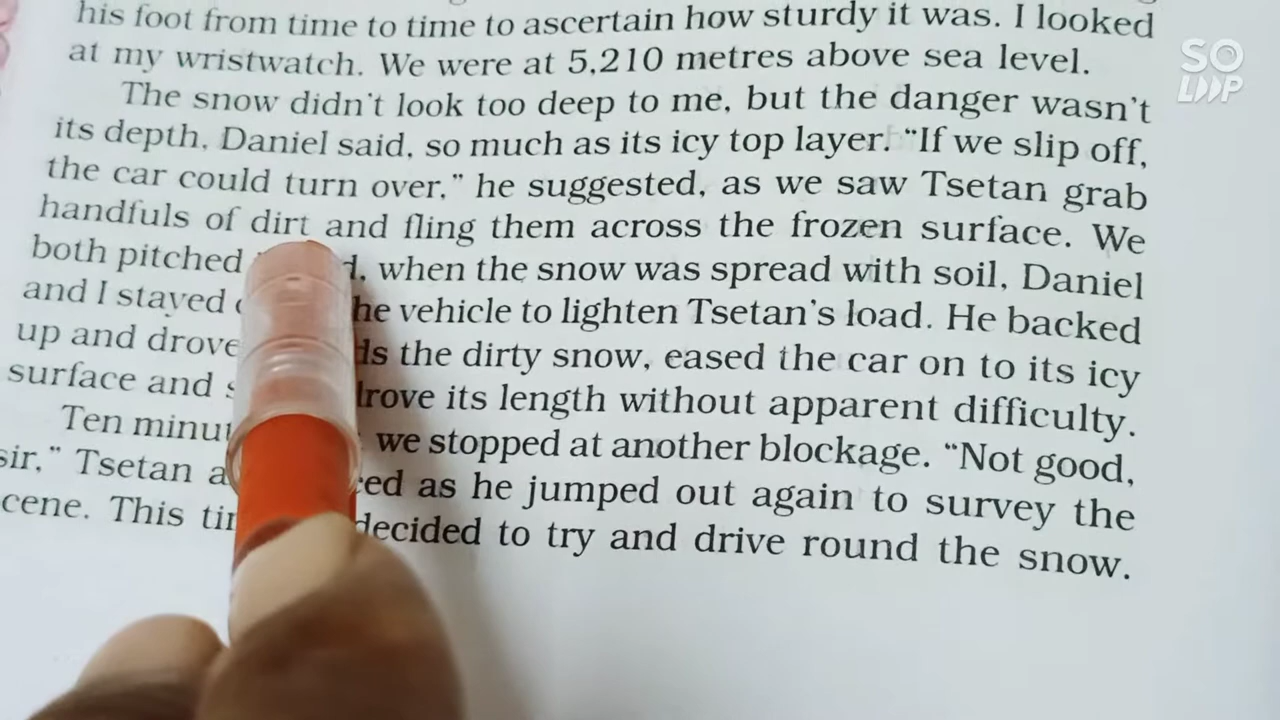 his foot from time to time to ascertain how sturdy it was. I looked
at my wristwatch. We were at 5,210 metres above sea level.
The snow didn't look too deep to me, but the danger wasn't
its depth, Daniel said, so much as its icy top layer. "If we slip off,
the car could turn over," he suggested, as we saw Tsetan grab
handfuls of dirt and fling them across the frozen surface. We
both pitched when the snow was spread with soil, Daniel
and I stayed the vehicle to lighten Tsetan's load. He backed
up and drove the dirty snow, eased the car on to its icy
surface and drove its length without apparent difficulty.
Ten we stopped at another blockage. "Not good,
sir," Tsetan as he jumped out again to survey the
This decided to try and drive round the snow.
SO
LOOP